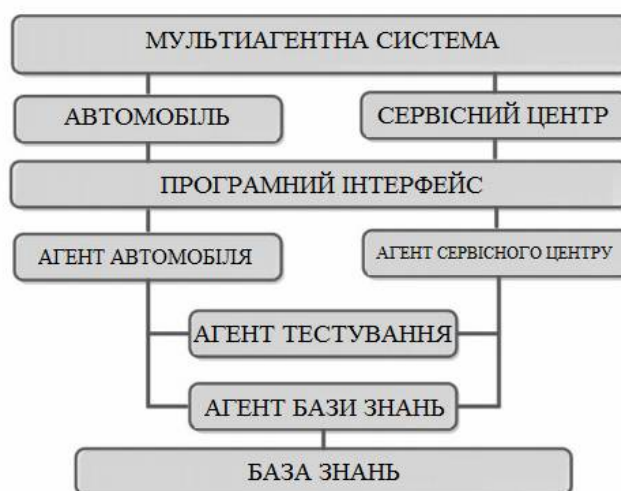 МУЛЬТИАГЕНТНА СИСТЕМА
АВТОМОБІЛЬ
СЕРВІСНИЙ ЦЕНТР
ПРОГРАМНИЙ ІНТЕРФЕЙС
АГЕНТ АВТОМОБІЛЯ
АГЕНТ СЕРВІСНОГО ЦЕНТРУ
АГЕНТ ТЕСТУВАННЯ
АГЕНТ БАЗИ ЗНАНЬ
БАЗА ЗНАНЬ